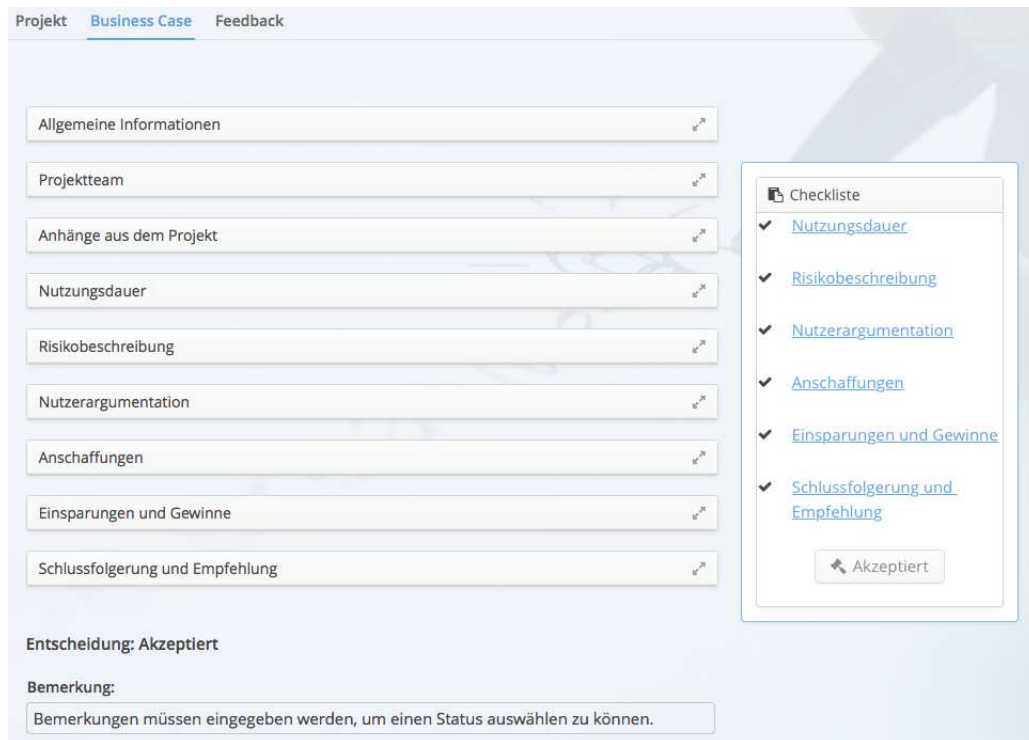 Projekt Business Case Feedback
Allgemeine Informationen
Projektteam
Anhänge aus dem Projekt
Nutzungsdauer
Risikobeschreibung
Nutzerargumentation
Anschaffungen
Einsparungen und Gewinne
Schlussfolgerung und Empfehlung
Checkliste
Nutzungsdauer
Risikobeschreibung
Nutzerargumentation
Anschaffungen
Einsparungen und Gewinne
Schlussfolgerung und
Empfehlung
Akzeptiert
Entscheidung: Akzeptiert
Bemerkung:
Bemerkungen müssen eingegeben werden, um einen Status auswählen zu können.